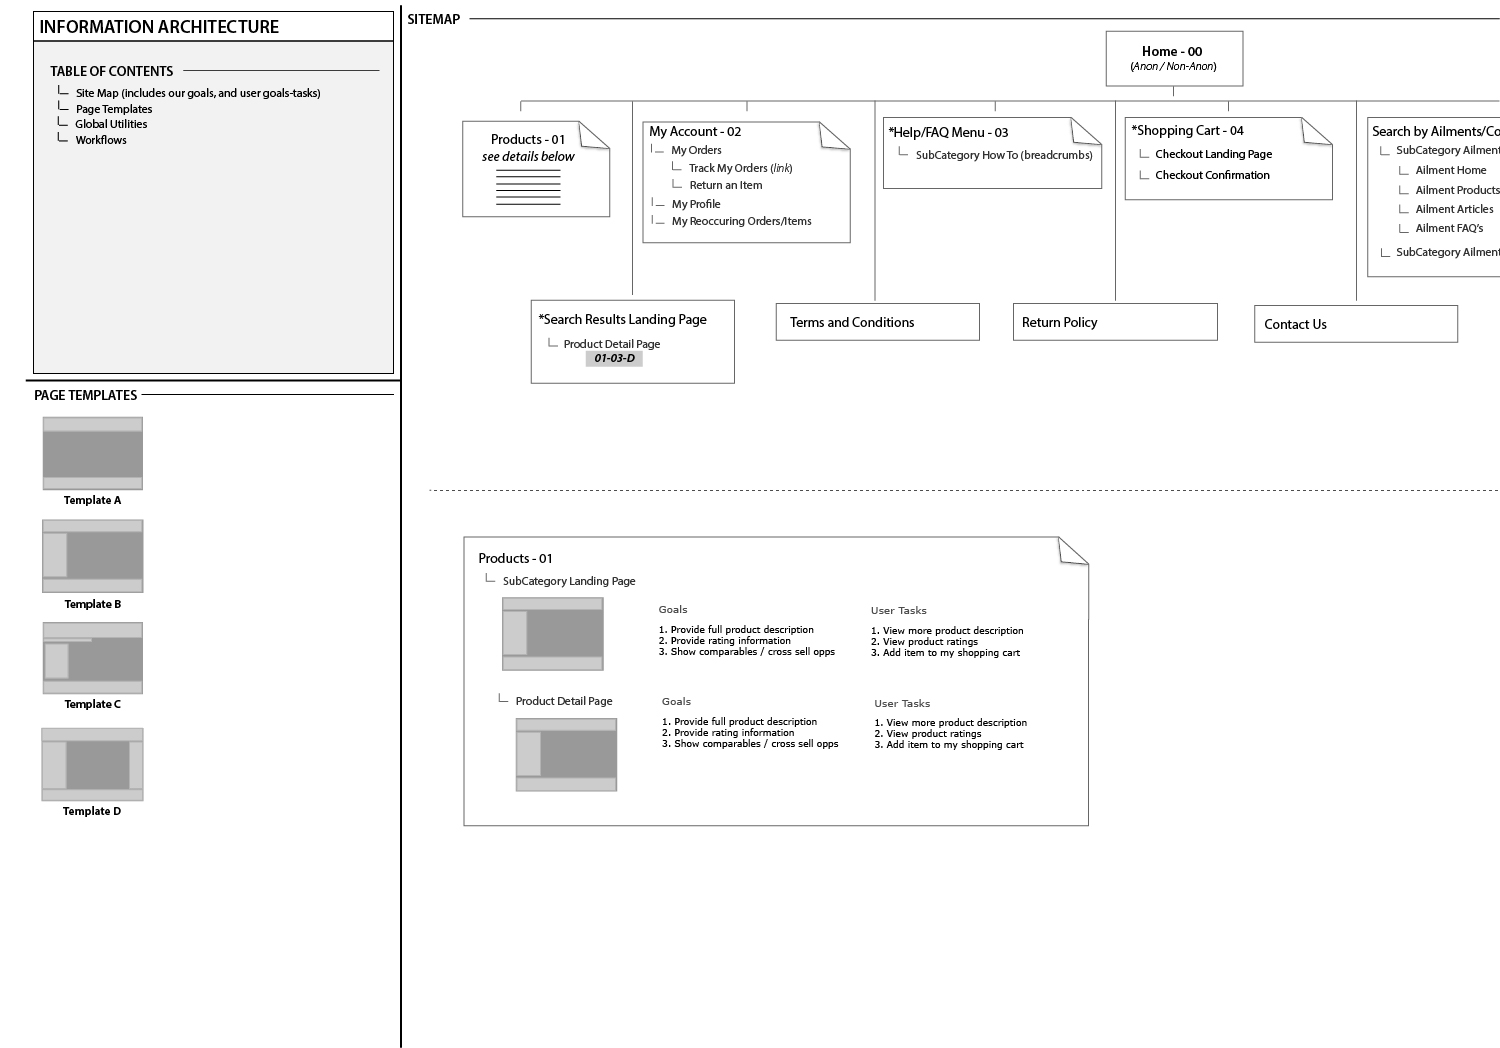 INFORMATION ARCHITECTURE
TABLE OF CONTENTS
Site Map (includes our goals, and user goals-tasks)
Page Templates
Global Utilities
Workflows
PAGE TEMPLATES
Template A
Template B
Template C
Template D
SITEMAP
Home - 00
(Anon / Non-Anon)
Products - 01
see details below
My Account - 02
My Orders
Track My Orders (link)
Return an Item
My Profile
My Reoccuring Orders/Items
*Help/FAQ Menu - 03
SubCategory How To (breadcrumbs)
*Shopping Cart - 04
Checkout Landing Page
Checkout Confirmation
Search by Ailments/Co
SubCategory Ailment
Ailment Home
Ailment Products
Ailment Articles
Ailment FAQ's
SubCategory Ailment
*Search Results Landing Page
Product Detail Page
01-03-D
Terms and Conditions
Return Policy
Contact Us
Products - 01
SubCategory Landing Page
Goals
1. Provide full product description
2. Provide rating information
3. Show comparables / cross sell opps
User Tasks
1. View more product description
2. View product ratings
3. Add item to my shopping cart
Product Detail Page
Goals
1. Provide full product description
2. Provide rating information
3. Show comparables / cross sell opps
User Tasks
1. View more product description
2. View product ratings
3. Add item to my shopping cart